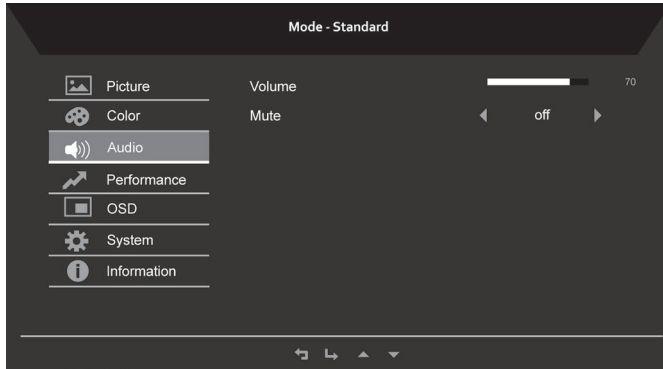 Mode - Standard
Picture
Volume
70
Color
Mute
off
Audio
Performance
OSD
System
Information